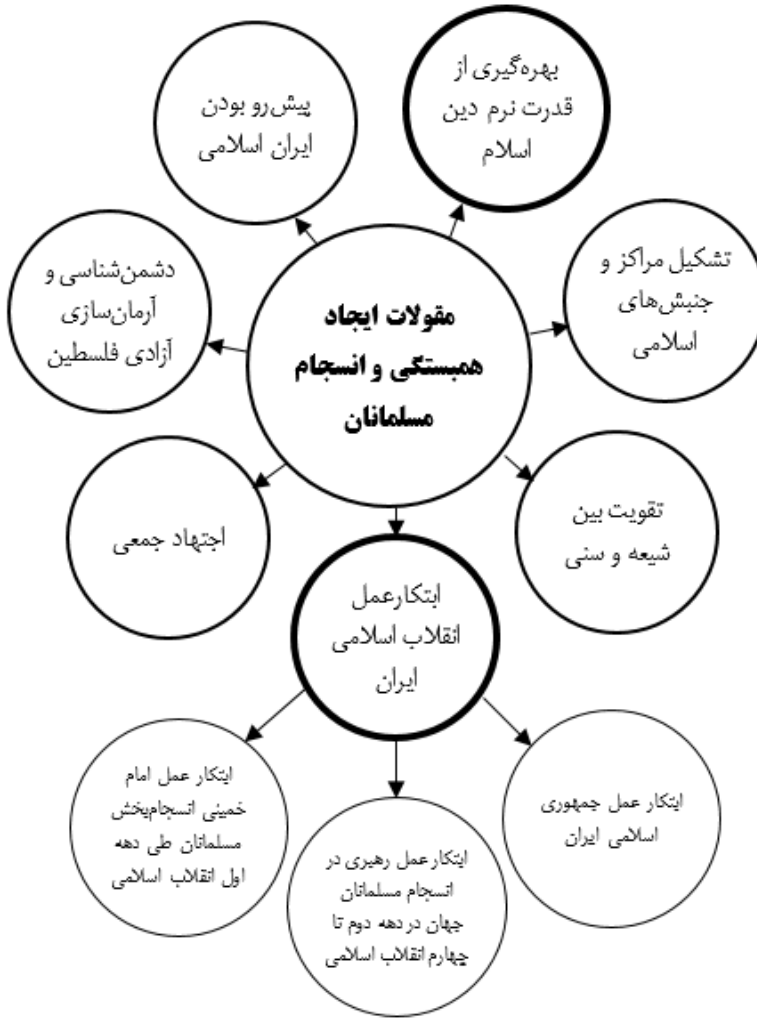 بهره‌گیری از
قدرت نرم دین
اسلام
پیش‌رو بودن
ایران اسلامی
تشکیل مراکز و
جنبش‌های
اسلامی
دشمن‌شناسی و
آرمان‌سازی
آزادی فلسطین
مقولات ایجاد
همبستگی و انسجام
مسلمانان
تقویت بین
شیعه و سنی
اجتهاد جمعی
ابتکارعمل
انقلاب اسلامی
ایران
ابتکار عمل جمهوری
اسلامی ایران
ابتکارعمل رهبری در
انسجام مسلمانان
جهان در دهه دوم تا
چهارم انقلاب اسلامی
ابتکار عمل امام
خمینی انسجام‌بخش
مسلمانان طی دهه
اول انقلاب اسلامی